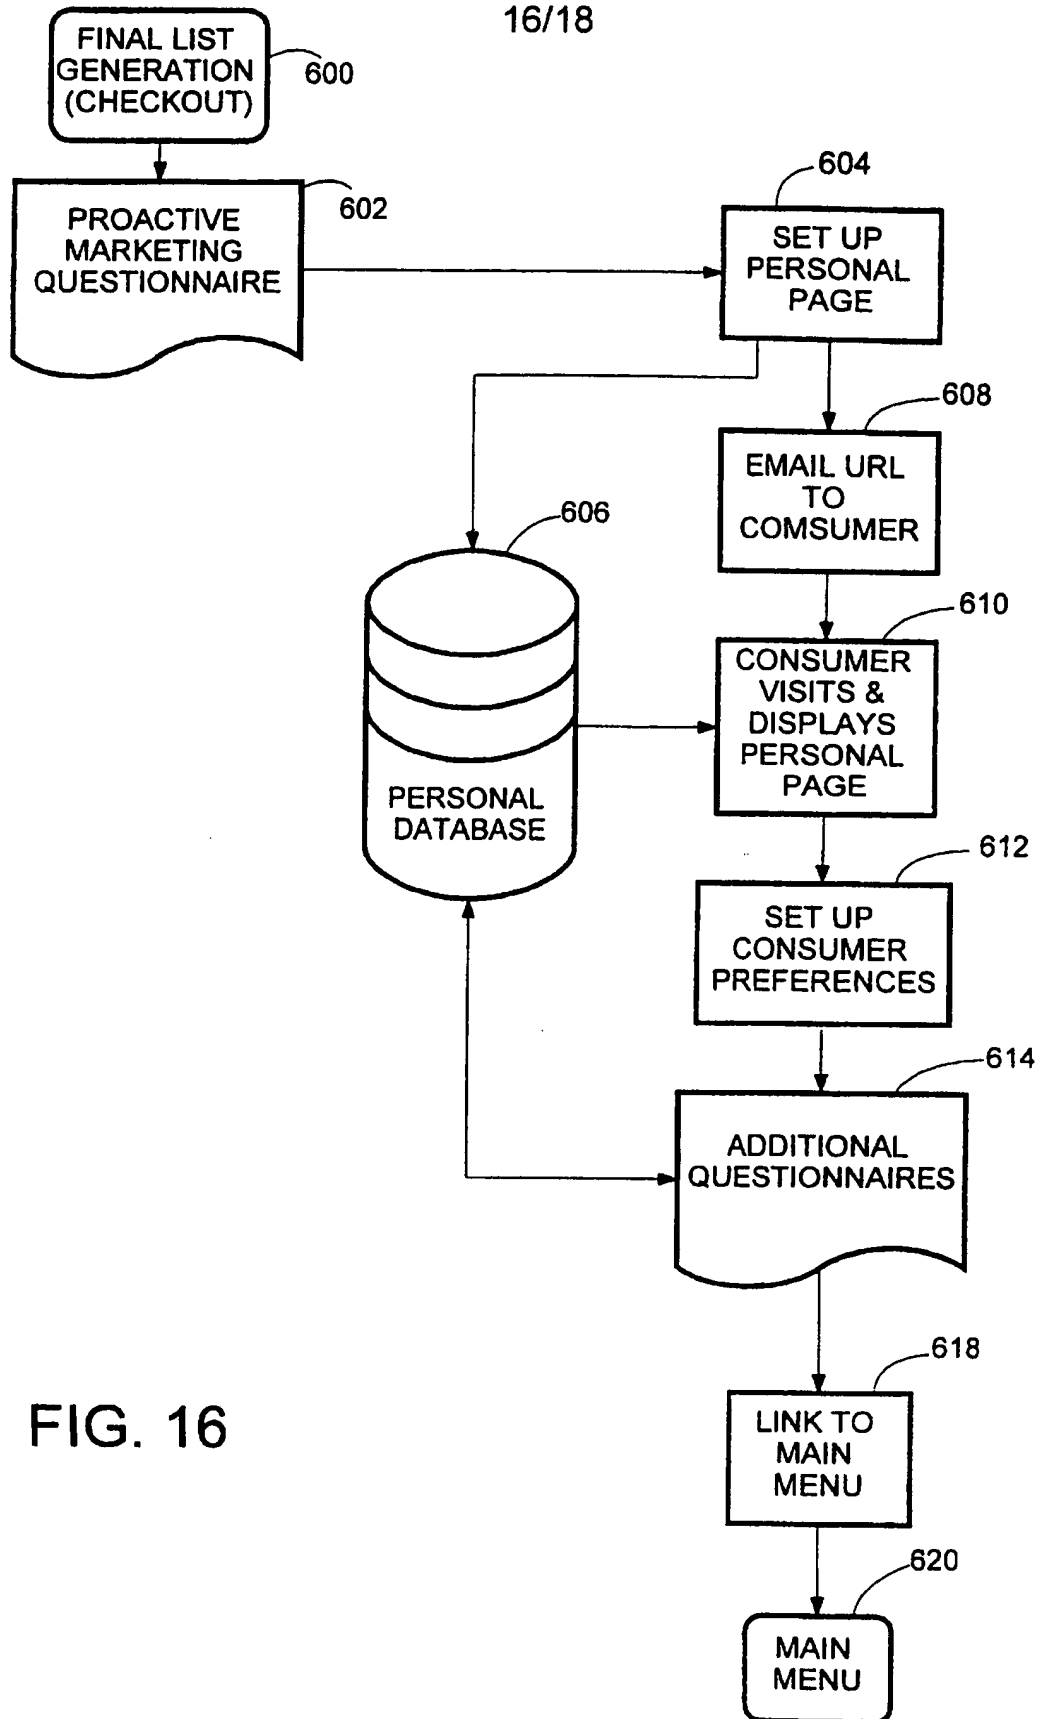 16/18
FINAL LIST
GENERATION
(CHECKOUT)
600
PROACTIVE
MARKETING
QUESTIONNAIRE
602
604
SET UP
PERSONAL
PAGE
608
EMAIL URL
TO
COMSUMER
606
PERSONAL
DATABASE
610
CONSUMER
VISITS &
DISPLAYS
PERSONAL
PAGE
612
SET UP
CONSUMER
PREFERENCES
614
ADDITIONAL
QUESTIONNAIRES
618
LINK TO
MAIN
MENU
620
MAIN
MENU
FIG. 16